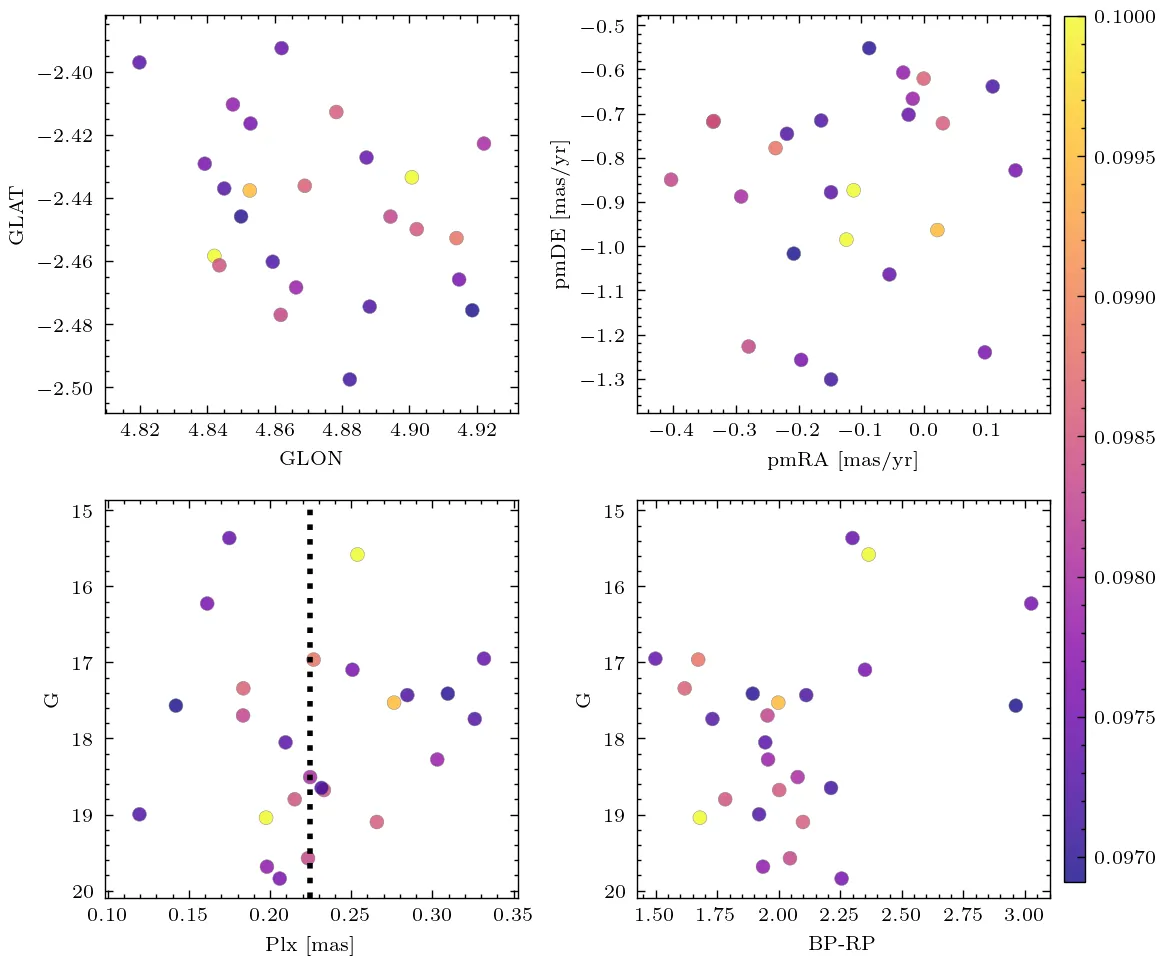 −2.40
−2.42
−2.44
−2.46
−2.48
−2.50
GLAT
4.82 4.84 4.86 4.88 4.90 4.92
GLON
−0.5
−0.6
−0.7
−0.8
−0.9
−1.0
−1.1
−1.2
−1.3
pmDE [mas/yr]
−0.4 −0.3 −0.2 −0.1 0.0 0.1
pmRA [mas/yr]
15
16
17
18
19
20
G
0.10 0.15 0.20 0.25 0.30 0.35
Plx [mas]
15
16
17
18
19
20
G
1.50 1.75 2.00 2.25 2.50 2.75 3.00
BP-RP
0.1000
0.0995
0.0990
0.0985
0.0980
0.0975
0.0970